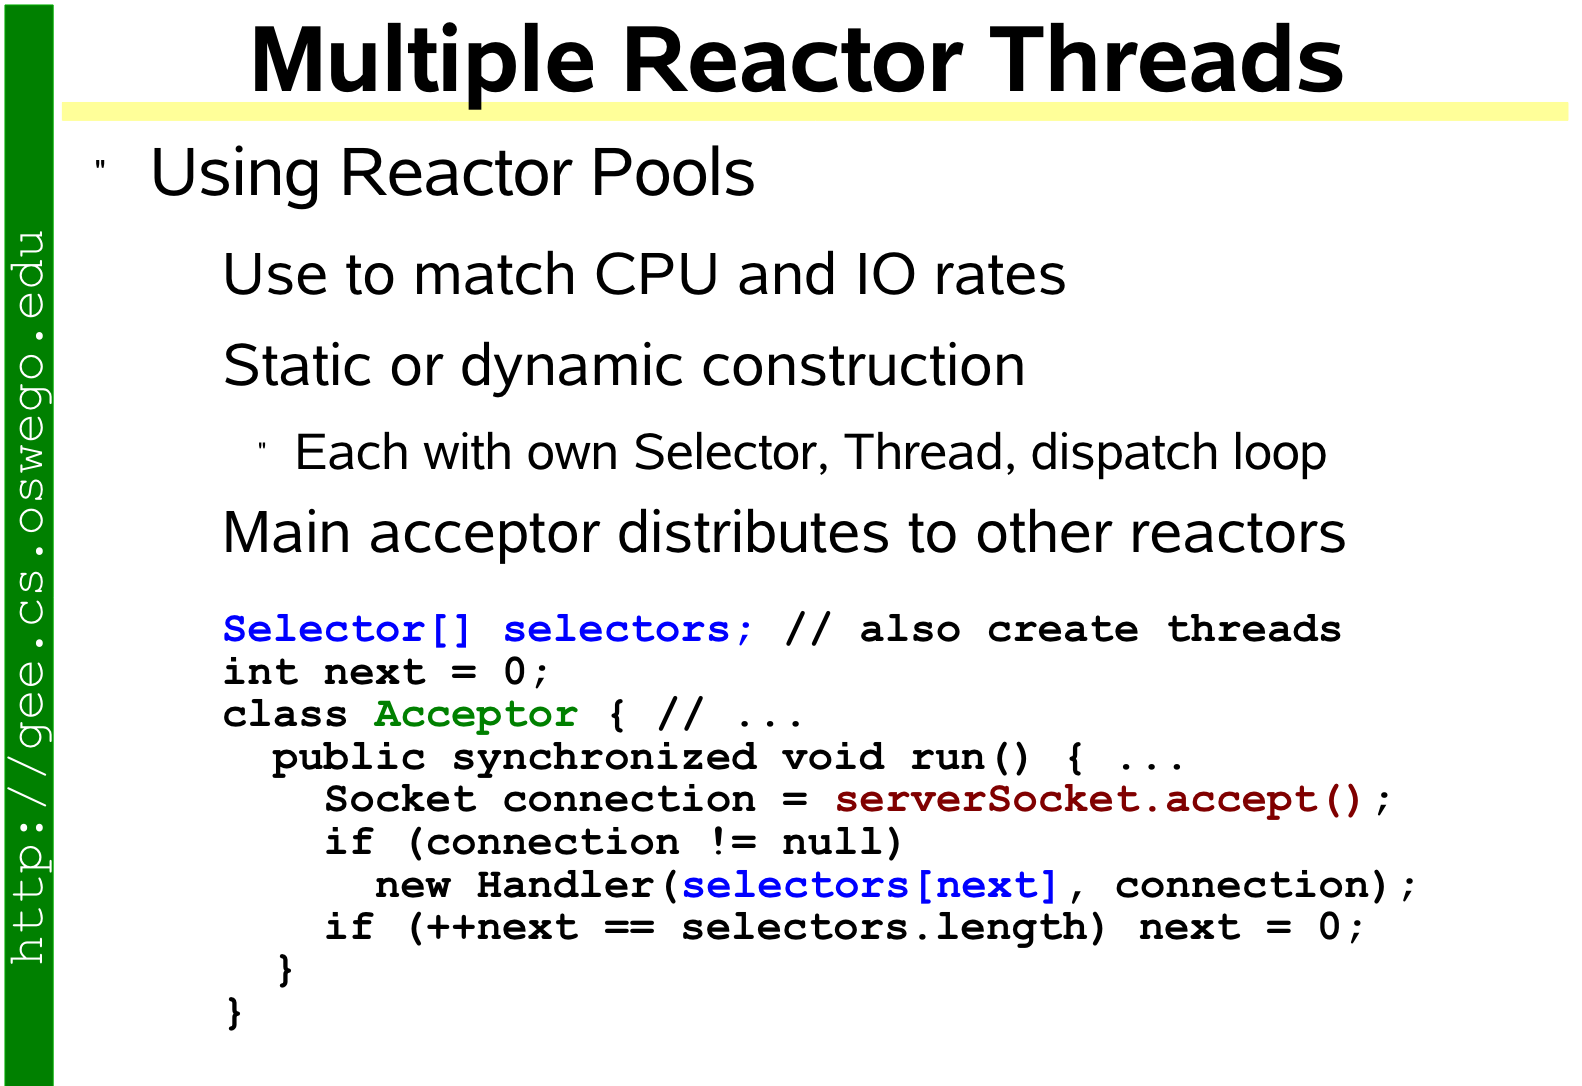 Multiple Reactor Threads
" Using Reactor Pools
Use to match CPU and IO rates
Static or dynamic construction
" Each with own Selector, Thread, dispatch loop
Main acceptor distributes to other reactors
Selector[] selectors; // also create threads
int next = 0;
class Acceptor { // ...
  public synchronized void run() { ...
    Socket connection = serverSocket.accept();
    if (connection != null)
      new Handler(selectors[next], connection);
    if (++next == selectors.length) next = 0;
  }
}
http://gee.cs.oswego.edu